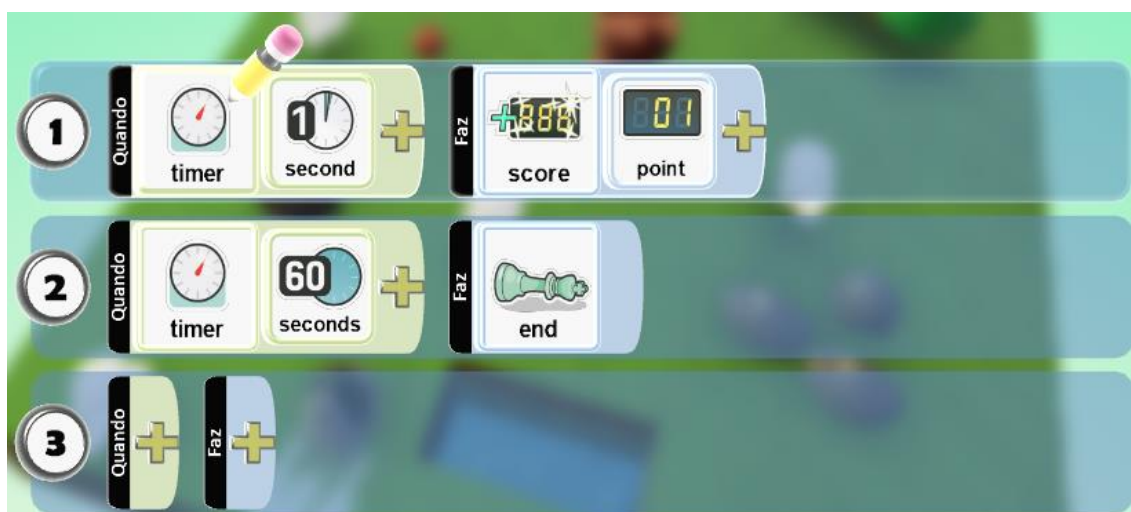 1 Quando timer 1 second Faz 888 score 01 point
2 Quando timer 60 seconds Faz end
3 Quando Faz